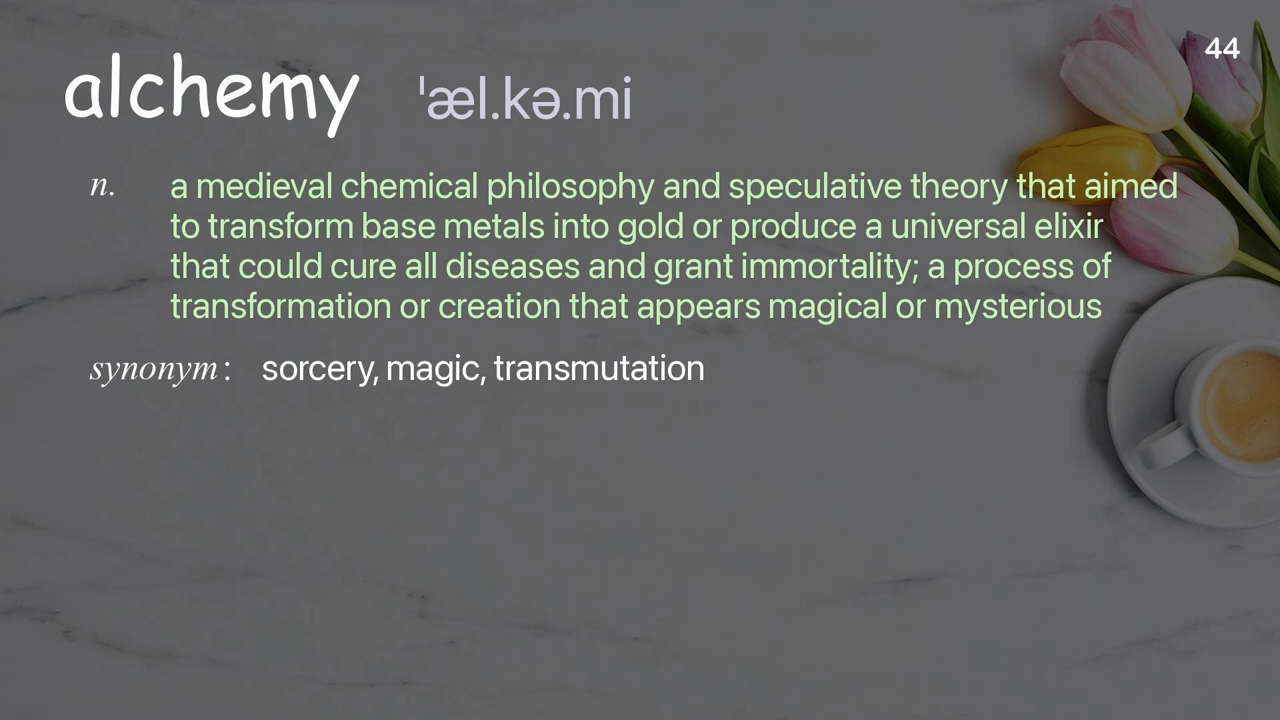 44
alchemy ˈæl.kə.mi
n. a medieval chemical philosophy and speculative theory that aimed
to transform base metals into gold or produce a universal elixir
that could cure all diseases and grant immortality; a process of
transformation or creation that appears magical or mysterious
synonym: sorcery, magic, transmutation